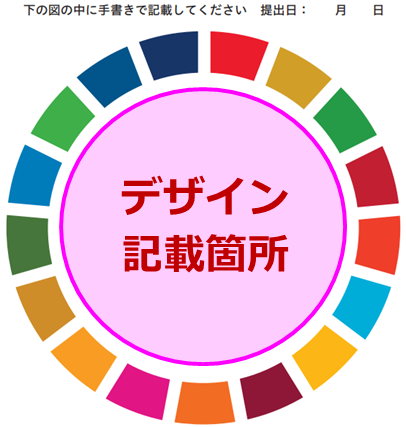 下の図の中に手書きで記載してください　提出日：　　月　　日
デザイン
記載箇所